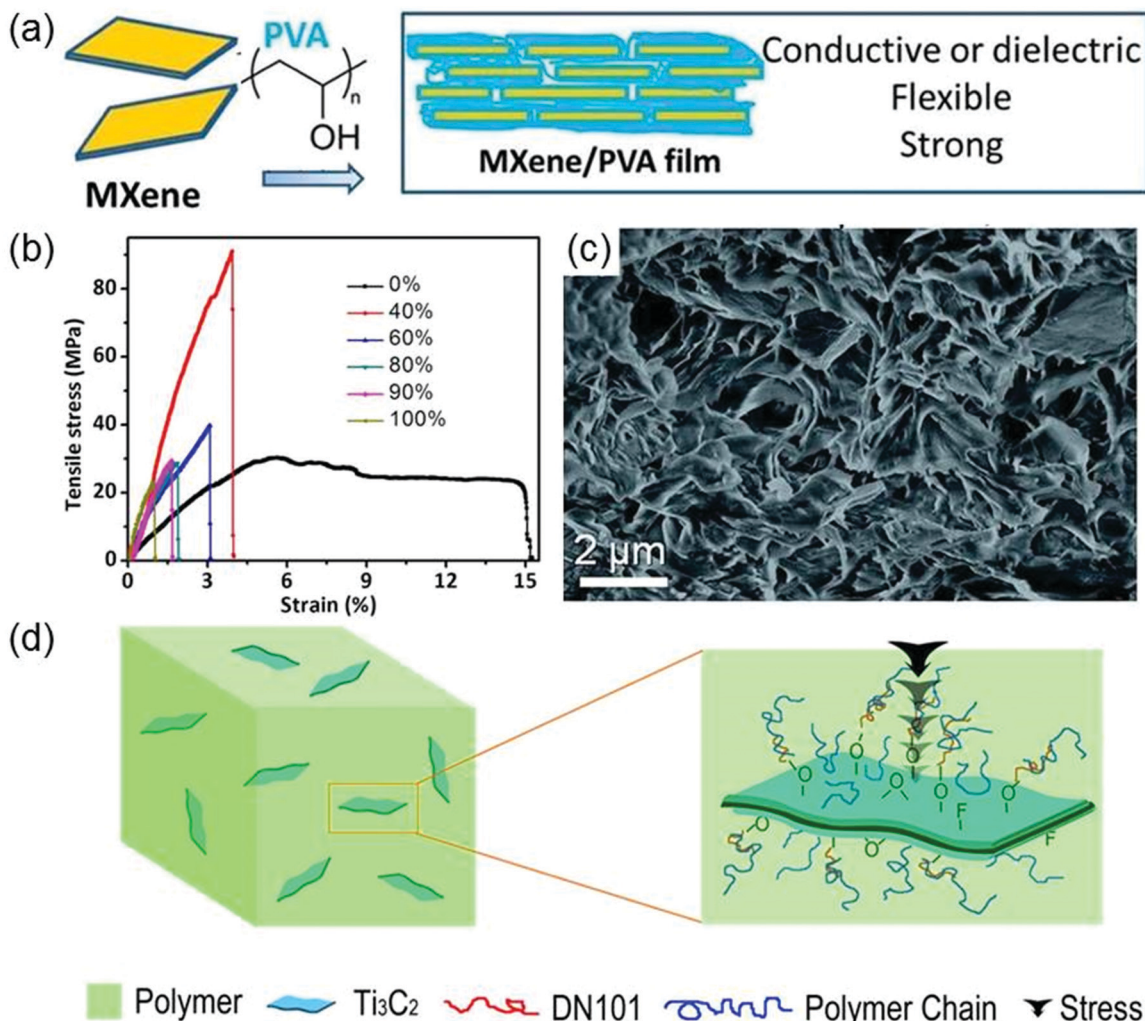 (a)
PVA
n
OH
MXene
MXene/PVA film
Conductive or dielectric
Flexible
Strong
(b)
Tensile stress (MPa)
80
60
40
20
0
0%
40%
60%
80%
90%
100%
0 3 6 9 12 15
Strain (%)
(c)
2 μm
(d)
O
O
O
O
O
O
O
F
O
O
F
Polymer
Ti₃C₂
DN101
Polymer Chain
Stress